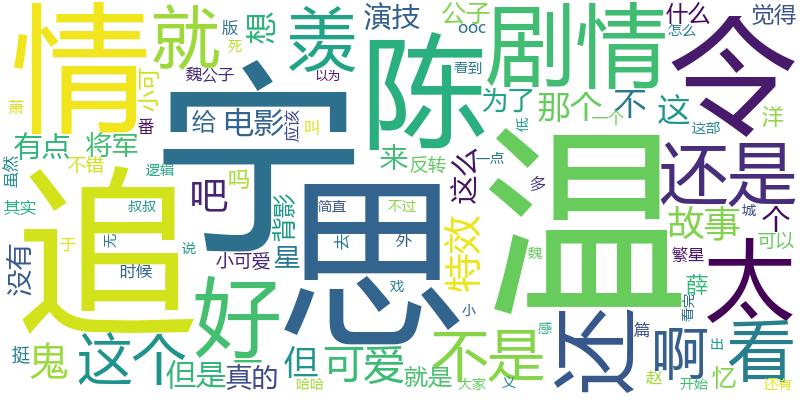 情
就
想
羡
演技
公子
ooc
什么
觉得
版
死
怎么
魏公子
小可
看到
以为
剧情
令
宁
陈
为了
那个
不
这
洋
萧
番
给
电影
应该
叫
低
一个
这部
有点
将军
来
反转
虽然
不错
逻辑
吗
这么
一点
还是
追
思
温
吧
背影
简直
不过
多
故事
城
个
其实
叔叔
于
无
说
去
外
特效
魏
可以
没有
时候
小可爱
星
戏
小
感
繁星
薛
看完
太
好
挺
鬼
这个
但是
真的
哈哈
但
可爱
就是
不是
大家
又
还
篇
赵
啊
开始
出
忆
看
还有